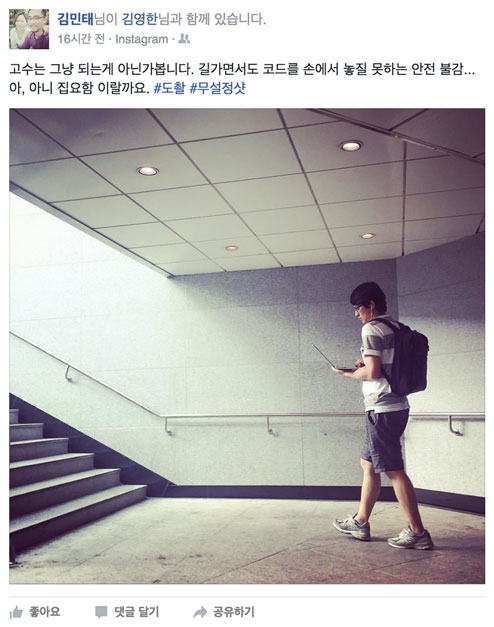 김민태님이 김영한님과 함께 있습니다.
16시간 전 · Instagram ·
고수는 그냥 되는게 아닌가봅니다. 길가면서도 코드를 손에서 놓질 못하는 안전 불감...
아, 아니 집요함 이랄까요. #도촬 #무설정샷
좋아요 댓글 달기 공유하기